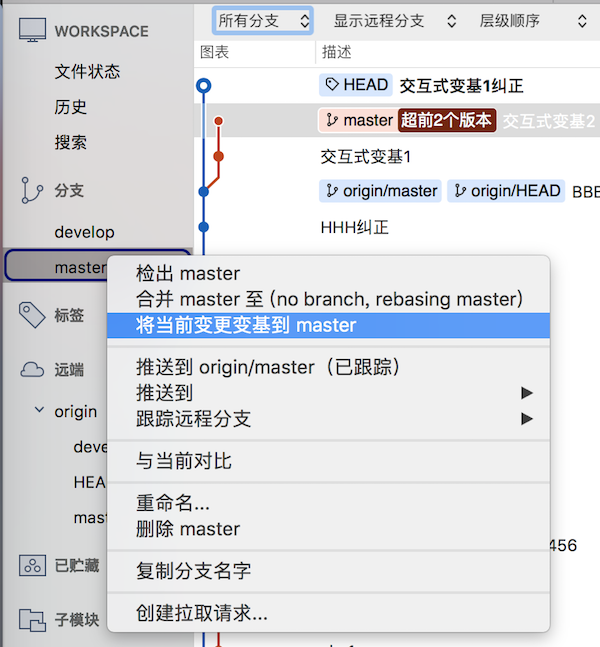 WORKSPACE
文件状态
历史
搜索
分支
develop
master
标签
远端
origin
deve
HEA
mast
已贮藏
子模块
所有分支 显示远程分支 层级顺序
图表 描述
HEAD 交互式变基1纠正
master 超前2个版本 交互式变基2
交互式变基1
origin/master origin/HEAD BBE
HHH纠正
检出 master
合并 master 至 (no branch, rebasing master)
将当前变更变基到 master
推送到 origin/master（已跟踪）
推送到
跟踪远程分支
与当前对比
重命名...
删除 master
复制分支名字
创建拉取请求...
456